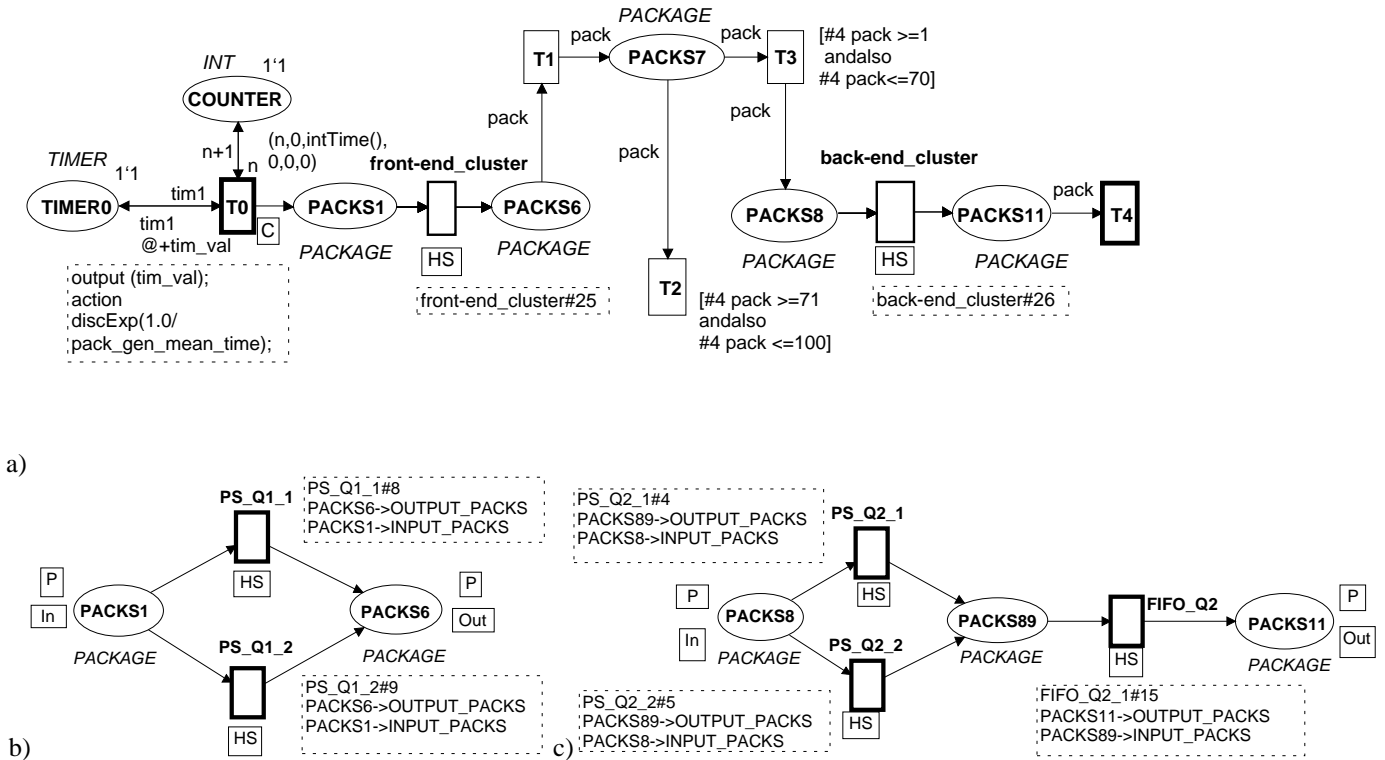 PACKAGE
INT
1‘1
COUNTER
T1
pack
PACKS7
pack
T3
[#4 pack >=1
andalso
#4 pack<=70]
pack
pack
pack
n+1
n
(n,0,intTime(),
0,0,0)
TIMER
1‘1
TIMER0
tim1
tim1
@+tim_val
T0
C
PACKS1
PACKAGE
front-end_cluster
HS
PACKS6
PACKAGE
front-end_cluster#25
output (tim_val);
action
discExp(1.0/
pack_gen_mean_time);
T2
[#4 pack >=71
andalso
#4 pack <=100]
back-end_cluster
PACKS8
PACKAGE
HS
PACKS11
PACKAGE
pack
T4
back-end_cluster#26
a)
PS_Q1_1
HS
PS_Q1_1#8
PACKS6->OUTPUT_PACKS
PACKS1->INPUT_PACKS
P
In
PACKS1
PACKAGE
PACKS6
PACKAGE
P
Out
PS_Q1_2
HS
PS_Q1_2#9
PACKS6->OUTPUT_PACKS
PACKS1->INPUT_PACKS
b)
PS_Q2_1#4
PACKS89->OUTPUT_PACKS
PACKS8->INPUT_PACKS
PS_Q2_1
HS
P
In
PACKS8
PACKAGE
PS_Q2_2
HS
PS_Q2_2#5
PACKS89->OUTPUT_PACKS
PACKS8->INPUT_PACKS
PACKS89
PACKAGE
FIFO_Q2
HS
PACKS11
PACKAGE
P
Out
FIFO_Q2_1#15
PACKS11->OUTPUT_PACKS
PACKS89->INPUT_PACKS
c)